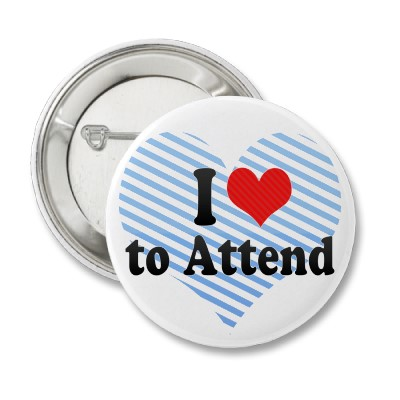 I ♥
to Attend